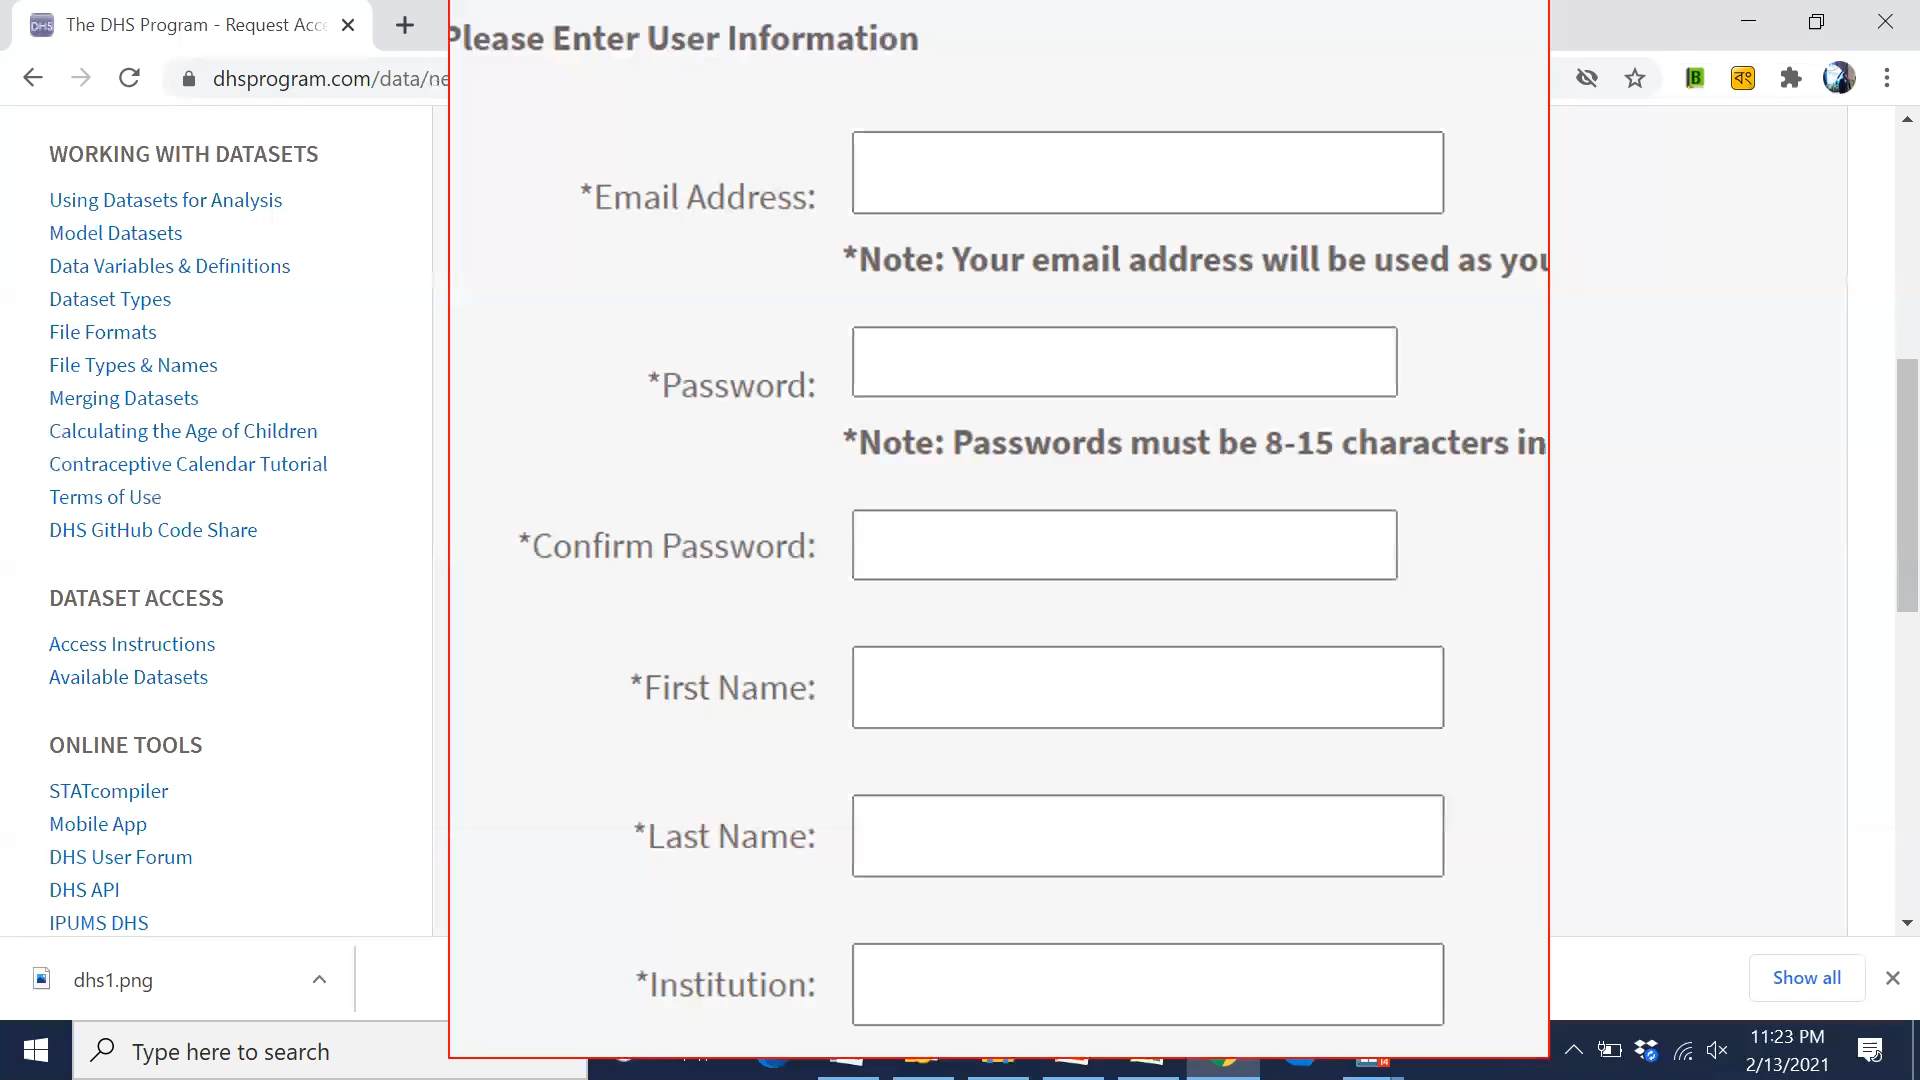 The DHS Program - Request Acce
dhsprogram.com/data/ne
WORKING WITH DATASETS
Using Datasets for Analysis
Model Datasets
Data Variables & Definitions
Dataset Types
File Formats
File Types & Names
Merging Datasets
Calculating the Age of Children
Contraceptive Calendar Tutorial
Terms of Use
DHS GitHub Code Share
DATASET ACCESS
Access Instructions
Available Datasets
ONLINE TOOLS
STATcompiler
Mobile App
DHS User Forum
DHS API
IPUMS DHS
Please Enter User Information
*Email Address:
*Note: Your email address will be used as you
*Password:
*Note: Passwords must be 8-15 characters in
*Confirm Password:
*First Name:
*Last Name:
*Institution:
B
বং
dhs1.png
Show all
Type here to search
11:23 PM
2/13/2021